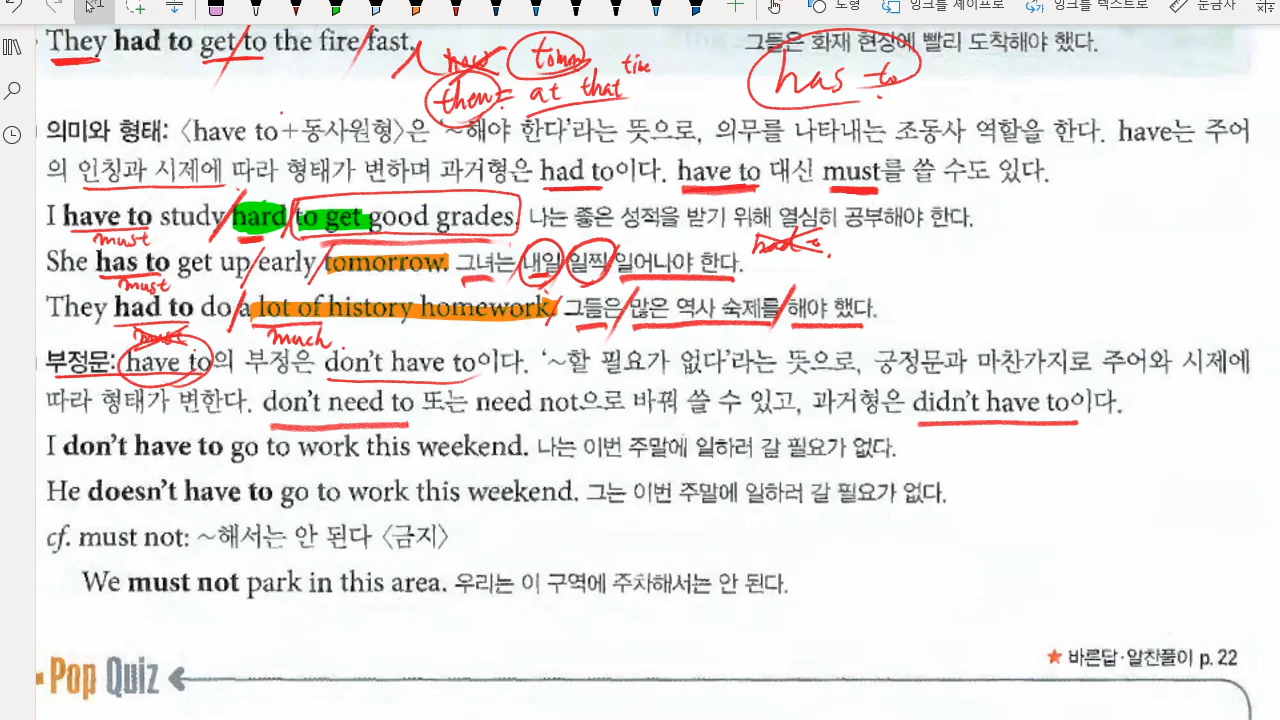 잉크를 텍스트로
눈금자
They had to get to the fire fast. 그들은 화재 현장에 빨리 도착해야 했다.
now tomo time
then = at that
has to
의미와 형태: 〈have to+동사원형〉은 '~해야 한다'라는 뜻으로, 의무를 나타내는 조동사 역할을 한다. have는 주어
의 인칭과 시제에 따라 형태가 변하며 과거형은 had to이다. have to 대신 must를 쓸 수도 있다.
I have to study hard to get good grades. 나는 좋은 성적을 받기 위해 열심히 공부해야 한다.
must
She has to get up early tomorrow. 그녀는 내일 일찍 일어나야 한다.
must
They had to do a lot of history homework. 그들은 많은 역사 숙제를 해야 했다.
must much
부정문: have to의 부정은 don't have to이다. '~할 필요가 없다'라는 뜻으로, 긍정문과 마찬가지로 주어와 시제에
따라 형태가 변한다. don't need to 또는 need not으로 바꿔 쓸 수 있고, 과거형은 didn't have to이다.
I don't have to go to work this weekend. 나는 이번 주말에 일하러 갈 필요가 없다.
He doesn't have to go to work this weekend. 그는 이번 주말에 일하러 갈 필요가 없다.
cf. must not: ~해서는 안 된다 〈금지〉
We must not park in this area. 우리는 이 구역에 주차해서는 안 된다.
★ 바른답·알찬풀이 p. 22
Pop Quiz